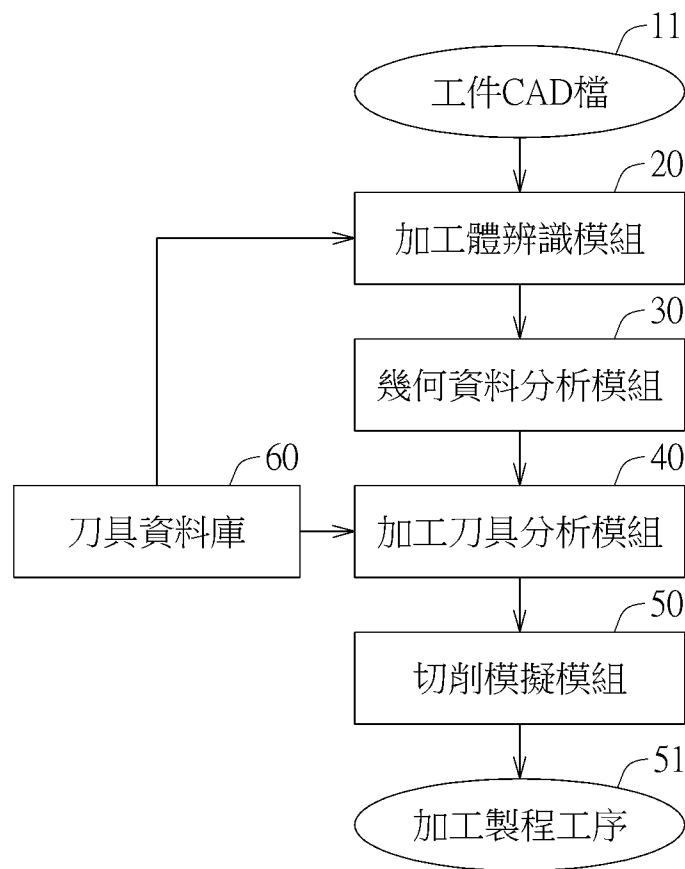 11
工件CAD檔
20
加工體辨識模組
30
幾何資料分析模組
60
刀具資料庫
40
加工刀具分析模組
50
切削模擬模組
51
加工製程工序